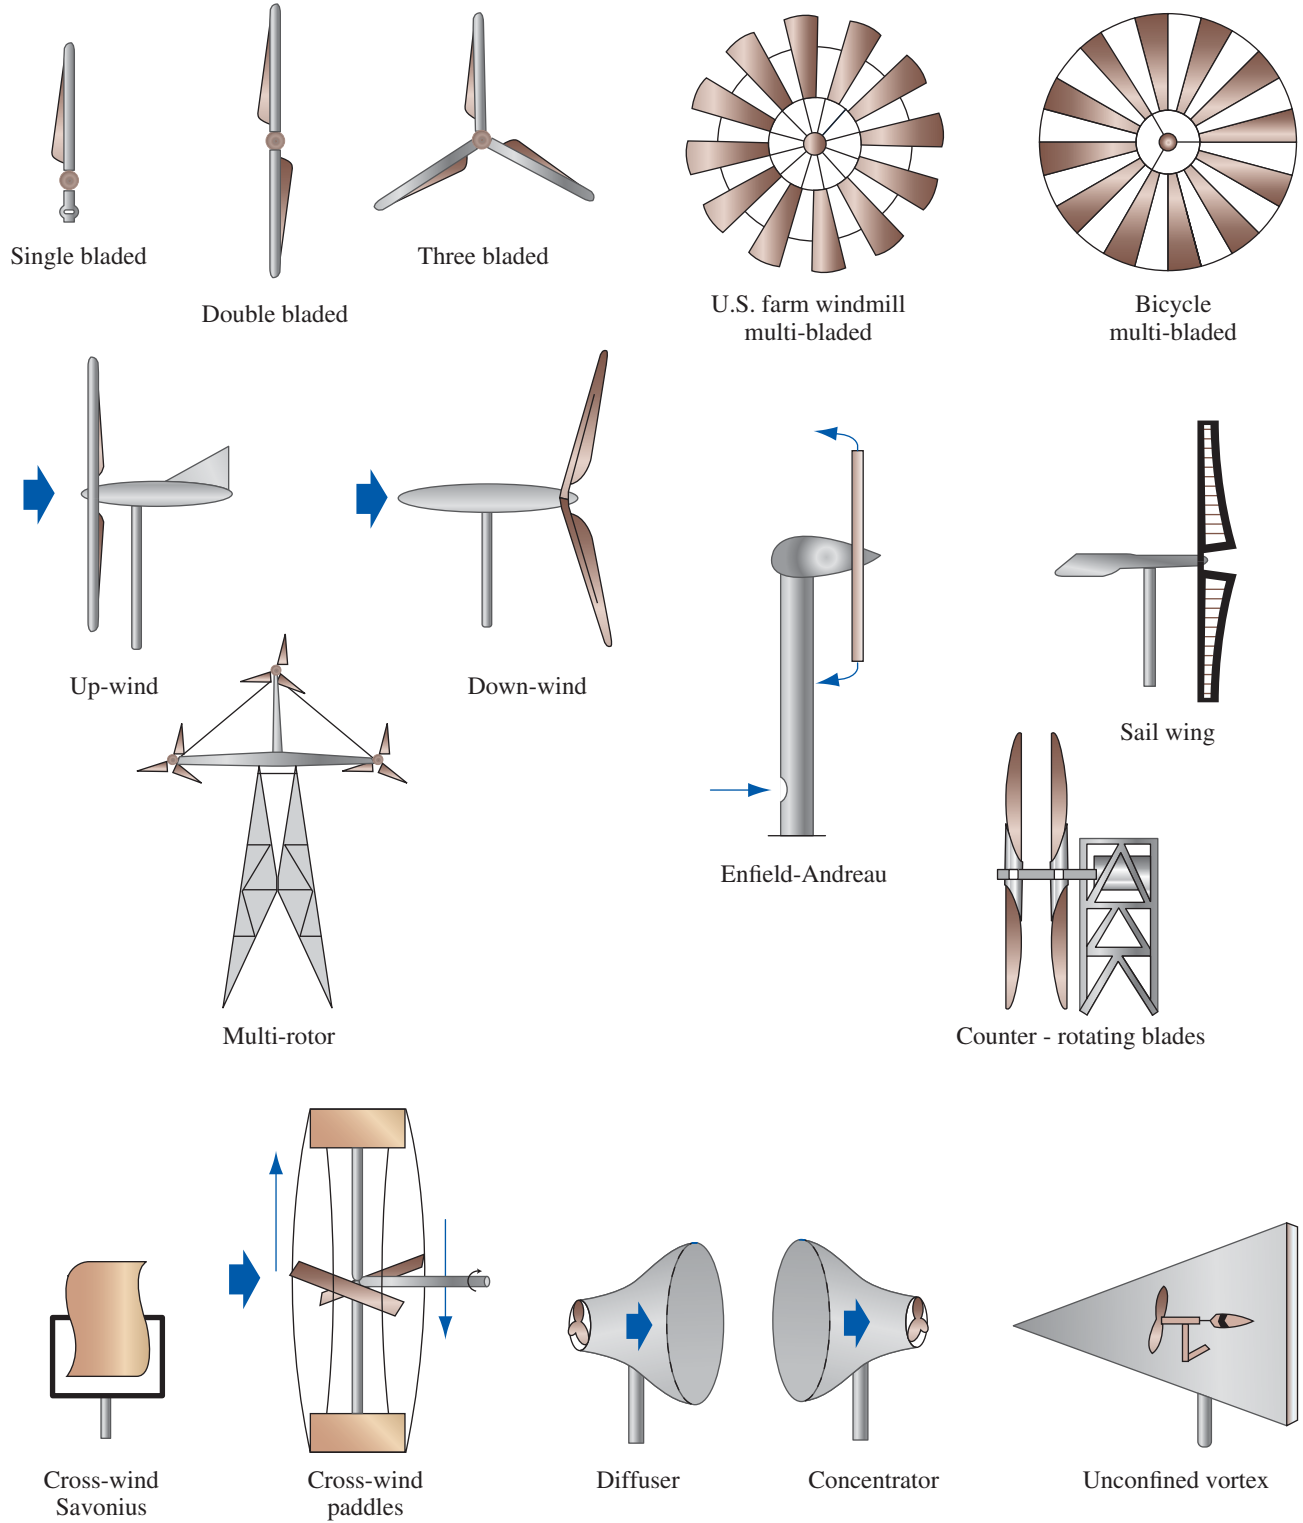 Single bladed
Double bladed
Three bladed
U.S. farm windmill
multi-bladed
Bicycle
multi-bladed
Up-wind
Down-wind
Enfield-Andreau
Sail wing
Multi-rotor
Counter - rotating blades
Cross-wind
Savonius
Cross-wind
paddles
Diffuser
Concentrator
Unconfined vortex